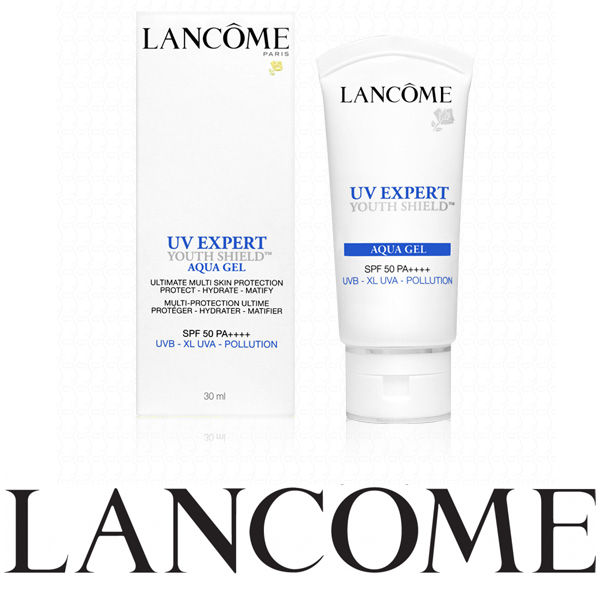 LANCÔME
PARIS
UV EXPERT
YOUTH SHIELD™
AQUA GEL
ULTIMATE MULTI SKIN PROTECTION
PROTECT - HYDRATE - MATIFY
MULTI-PROTECTION ULTIME
PROTÉGER - HYDRATER - MATIFIER
SPF 50 PA++++
UVB - XL UVA - POLLUTION
30 ml
LANCÔME
UV EXPERT
YOUTH SHIELD™
AQUA GEL
SPF 50 PA++++
UVB - XL UVA - POLLUTION
LANCOME